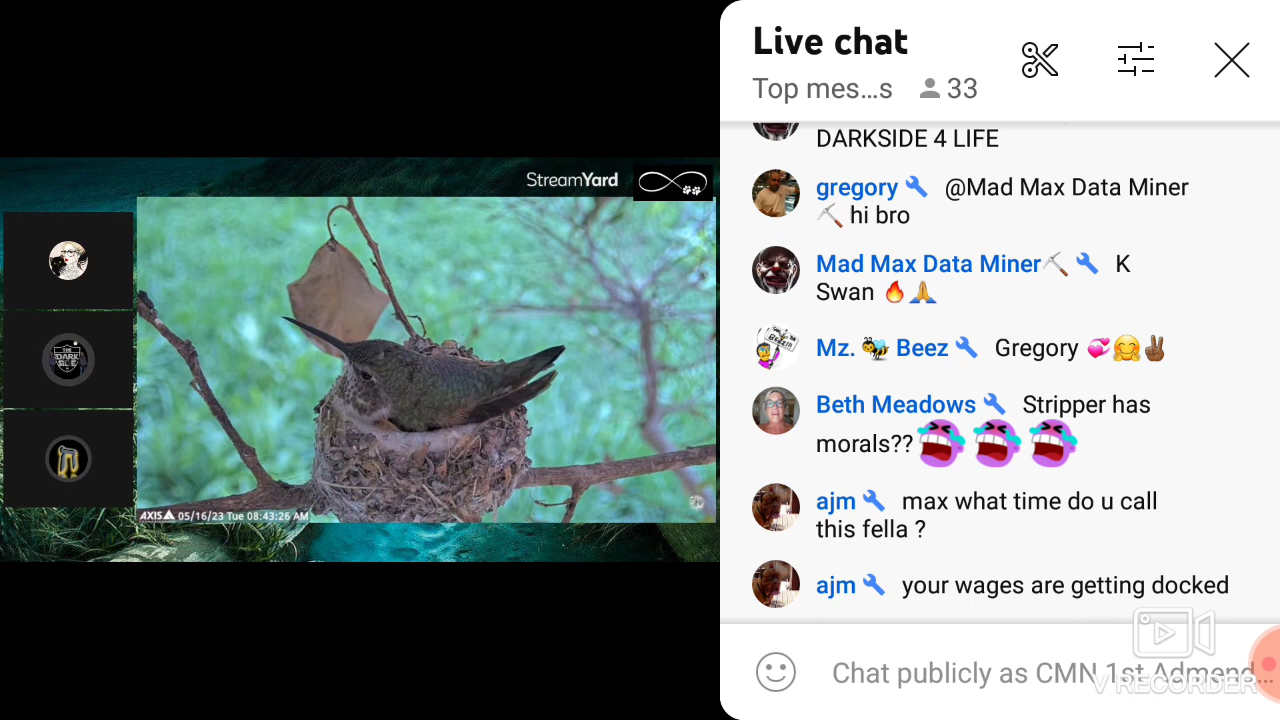 StreamYard
AXIS 05/16/23 Tue 08:43:26 AM
Live chat
Top mes...s 33
DARKSIDE 4 LIFE
gregory @Mad Max Data Miner
hi bro
Mad Max Data Miner K
Swan
Mz. Beez Gregory
Beth Meadows Stripper has
morals??
ajm max what time do u call
this fella ?
ajm your wages are getting docked
Chat publicly as CMN 1st Admend...
V RECORDER